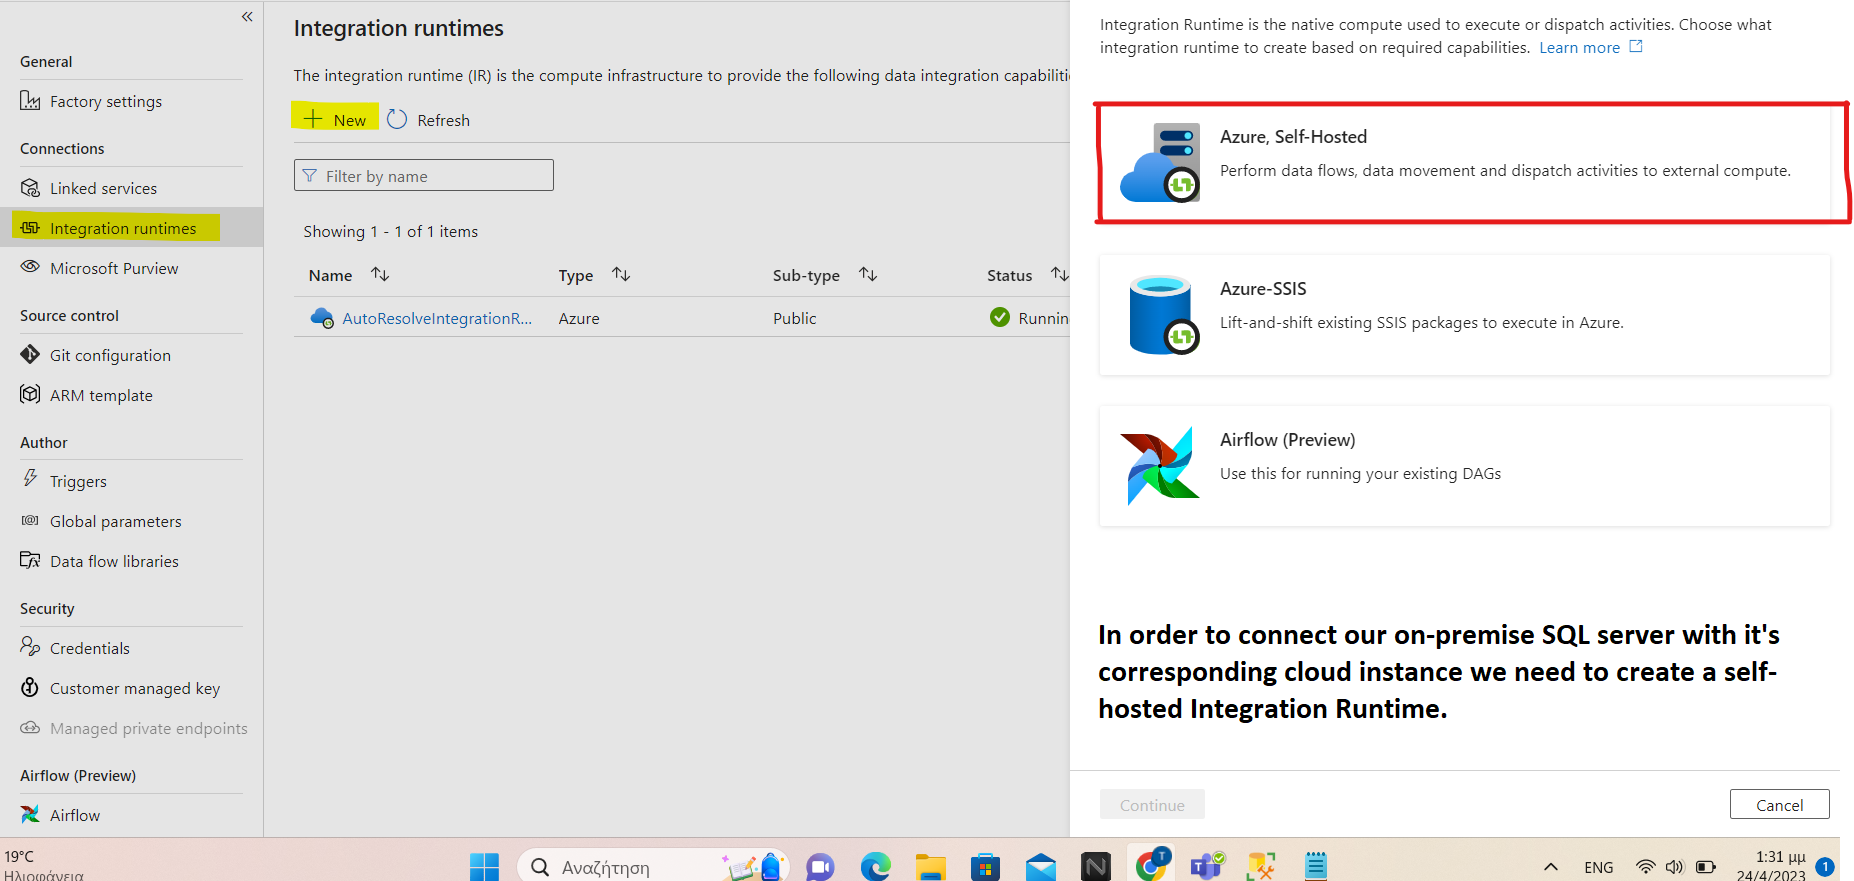 «
General
Factory settings
Connections
Linked services
Integration runtimes
Microsoft Purview
Source control
Git configuration
ARM template
Author
Triggers
Global parameters
Data flow libraries
Security
Credentials
Customer managed key
Managed private endpoints
Airflow (Preview)
Airflow
Integration runtimes
The integration runtime (IR) is the compute infrastructure to provide the following data integration capabiliti
New Refresh
Filter by name
Showing 1 - 1 of 1 items
Name Type Sub-type Status
AutoResolveIntegrationR... Azure Public Runnin
Integration Runtime is the native compute used to execute or dispatch activities. Choose what
integration runtime to create based on required capabilities. Learn more
Azure, Self-Hosted
Perform data flows, data movement and dispatch activities to external compute.
Azure-SSIS
Lift-and-shift existing SSIS packages to execute in Azure.
Airflow (Preview)
Use this for running your existing DAGs
In order to connect our on-premise SQL server with it's
corresponding cloud instance we need to create a self-
hosted Integration Runtime.
Continue Cancel
19°C
Ηλιοφάνεια
Αναζήτηση
T
ENG
1:31 μμ
24/4/2023
1